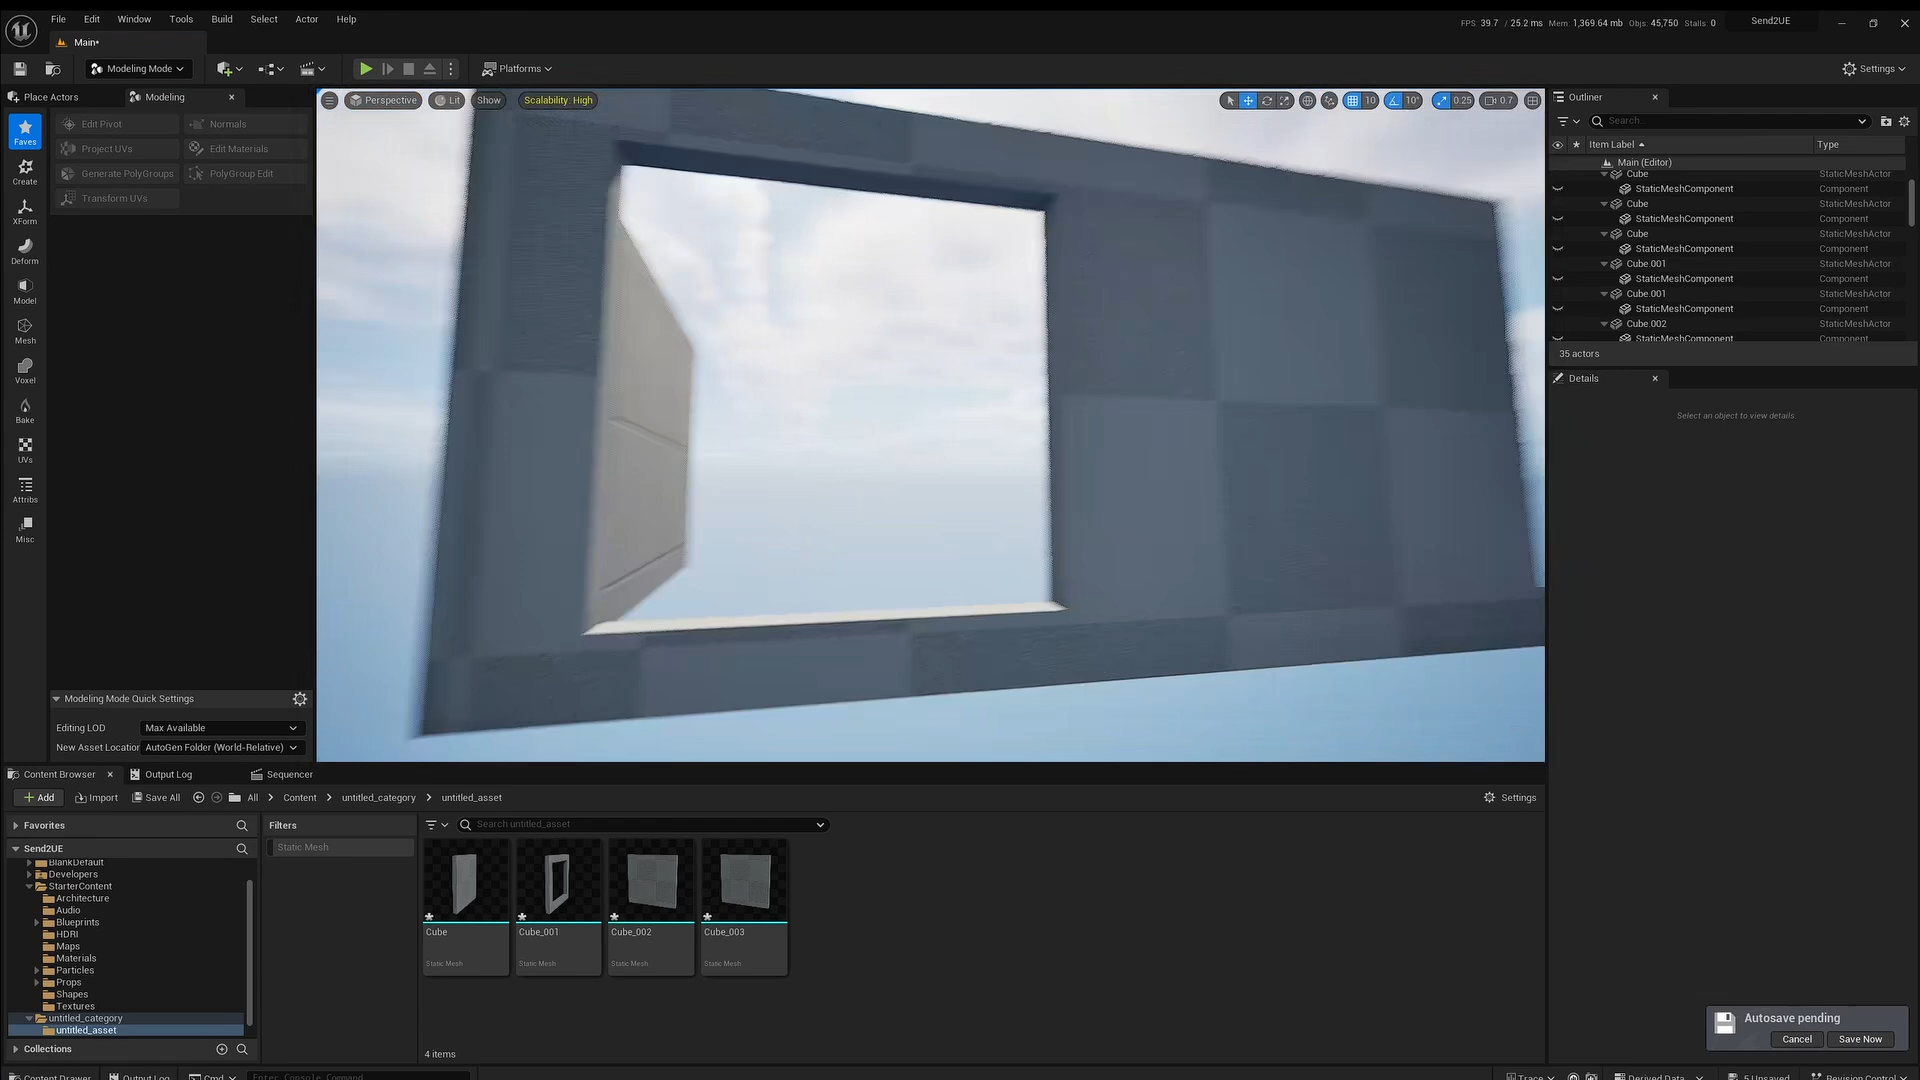 File Edit Window Tools Build Select Actor Help
FPS: 39.7 / 25.2 ms Mem: 1,369.64 mb Objs: 45,750 Stalls: 0 Send2UE
Main•
Modeling Mode Platforms Settings
Place Actors Modeling
Perspective Lit Show Scalability: High 10 10° 0.25 0.7
Outliner
Faves
Create
XForm
Deform
Model
Mesh
Voxel
Bake
UVs
Attribs
Misc
Edit Pivot Normals
Project UVs Edit Materials
Generate PolyGroups PolyGroup Edit
Transform UVs
Modeling Mode Quick Settings
Editing LOD Max Available
New Asset Location AutoGen Folder (World-Relative)
Search...
Item Label Type
Main (Editor)
Cube StaticMeshActor
StaticMeshComponent Component
Cube StaticMeshActor
StaticMeshComponent Component
Cube StaticMeshActor
StaticMeshComponent Component
Cube.001 StaticMeshActor
StaticMeshComponent Component
Cube.001 StaticMeshActor
StaticMeshComponent Component
Cube.002 StaticMeshActor
StaticMeshComponent Component
35 actors
Details
Select an object to view details.
Content Browser Output Log Sequencer
Add Import Save All All Content untitled_category untitled_asset Settings
Favorites
Send2UE
BlankDefault
Developers
StarterContent
Architecture
Audio
Blueprints
HDRI
Maps
Materials
Particles
Props
Shapes
Textures
untitled_category
untitled_asset
Collections
Filters
Static Mesh
Search untitled_asset
Cube Cube_001 Cube_002 Cube_003
Static Mesh Static Mesh Static Mesh Static Mesh
4 items
Autosave pending
Cancel Save Now
Content Drawer Output Log Cmd Enter Console Command Trace Derived Data 5 Unsaved Revision Control